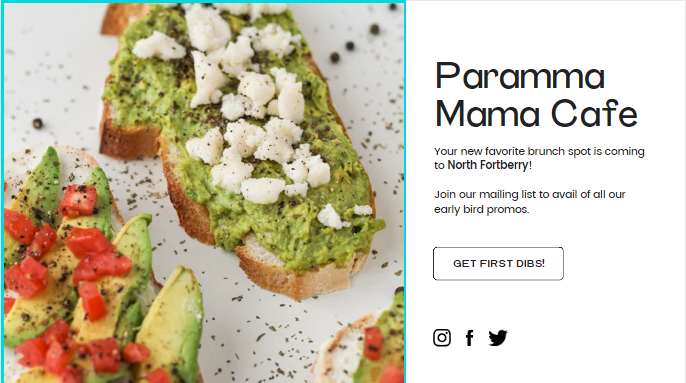 Paramma
Mama Cafe
Your new favorite brunch spot is coming
to North Fortberry!
Join our mailing list to avail of all our
early bird promos.
GET FIRST DIBS!